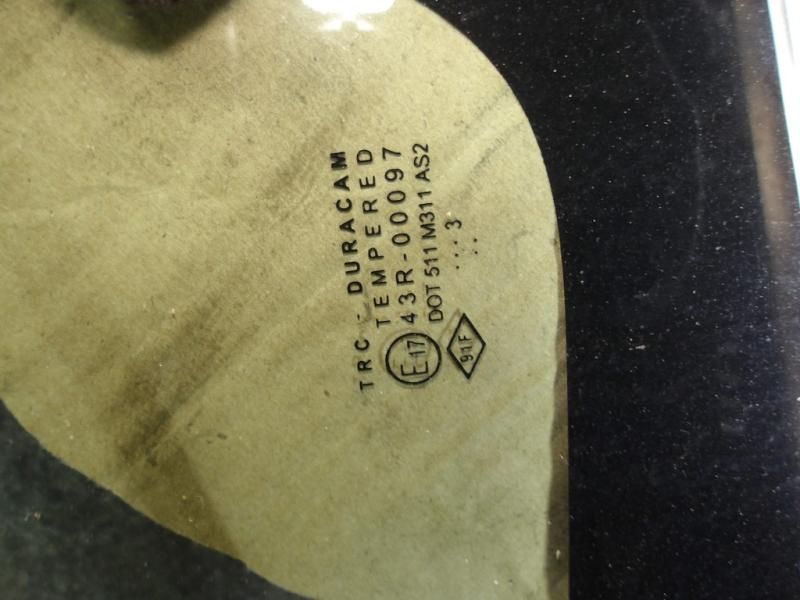 TRC - DURACAM
TEMPERED
E17 43R-00097
DOT 511 M311 AS2
... 3
..
91F